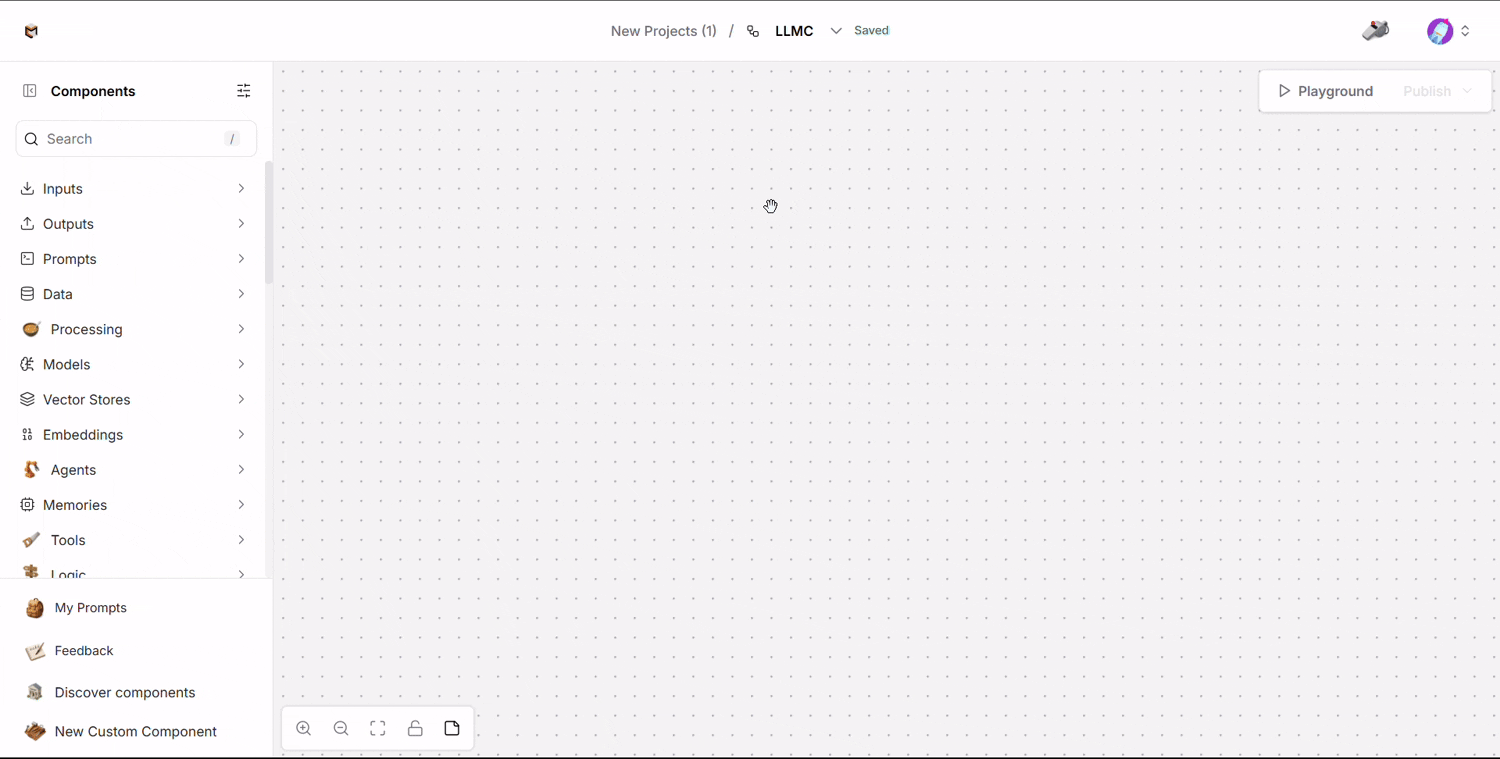 New Projects (1) / LLMC Saved
Components
Playground Publish
Search /
Inputs
Outputs
Prompts
Data
Processing
Models
Vector Stores
Embeddings
Agents
Memories
Tools
Logic
My Prompts
Feedback
Discover components
New Custom Component